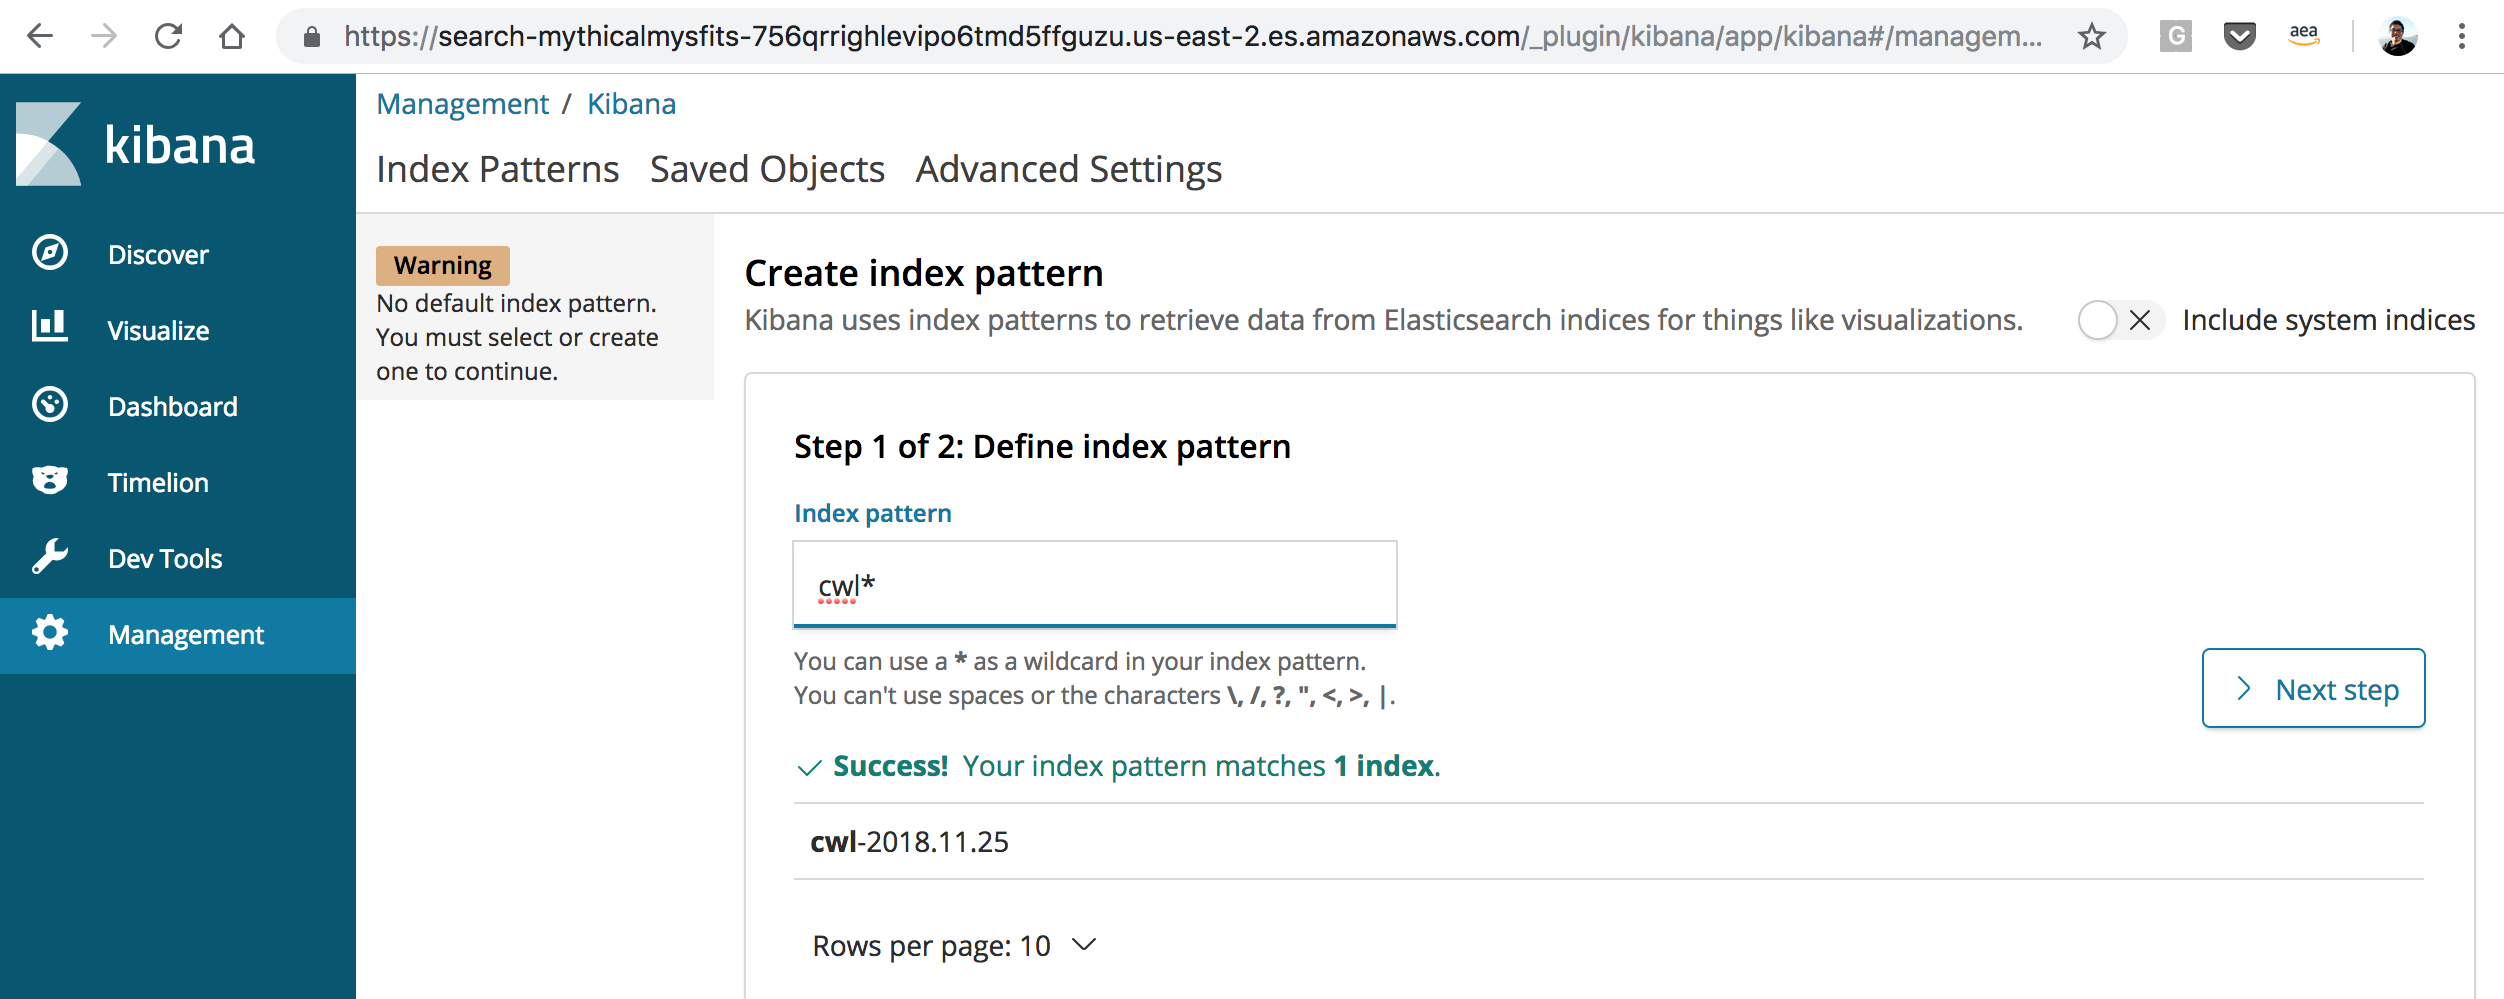 https://search-mythicalmysfits-756qrrighlevipo6tmd5ffguzu.us-east-2.es.amazonaws.com/_plugin/kibana/app/kibana#/managem...
G
aea
kibana
Discover
Visualize
Dashboard
Timelion
Dev Tools
Management
Management / Kibana
Index Patterns Saved Objects Advanced Settings
Warning
No default index pattern.
You must select or create
one to continue.
Create index pattern
Kibana uses index patterns to retrieve data from Elasticsearch indices for things like visualizations.
Include system indices
Step 1 of 2: Define index pattern
Index pattern
cwl*
You can use a * as a wildcard in your index pattern.
You can't use spaces or the characters \, /, ?, ", <, >, |.
Next step
Success! Your index pattern matches 1 index.
cwl-2018.11.25
Rows per page: 10